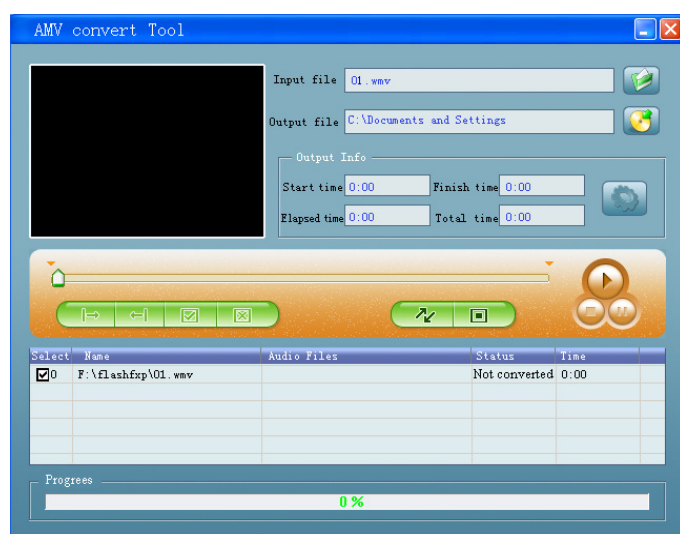 AMV convert Tool
Input file 01.wmv
Output file C:\Documents and Settings
Output Info
Start time 0:00 Finish time 0:00
Elapsed time 0:00 Total time 0:00
Select Name Audio Files Status Time
0 F:\flashfxp\01.wmv Not converted 0:00
Progrees
0 %